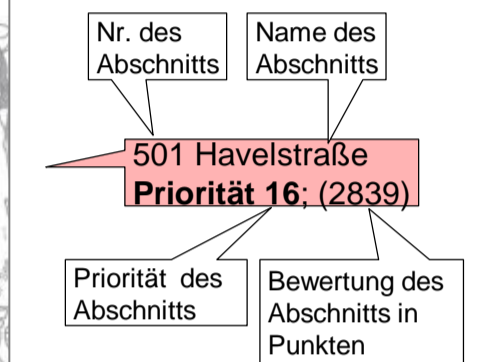 Nr. des
Abschnitts
Name des
Abschnitts
501 Havelstraße
Priorität 16; (2839)
Priorität des
Abschnitts
Bewertung des
Abschnitts in
Punkten